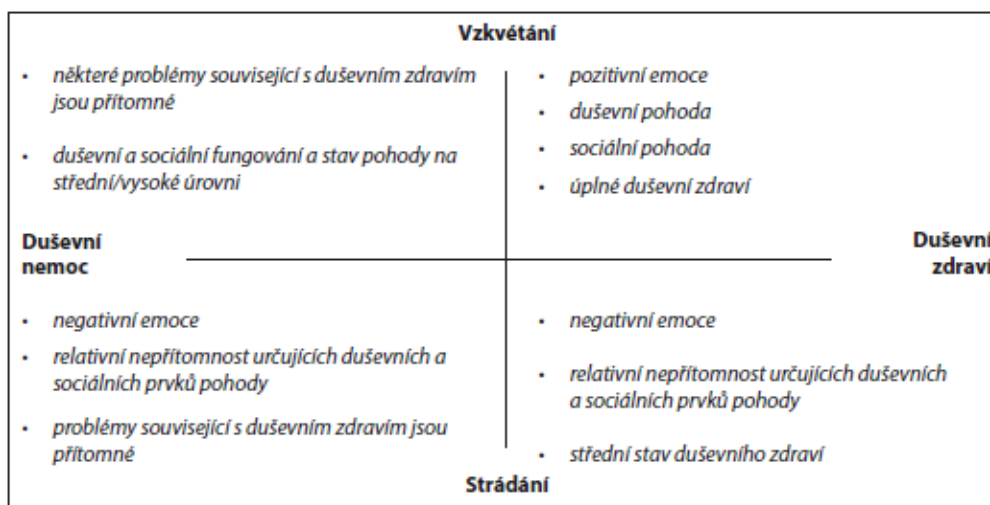 Vzkvétání
• některé problémy související s duševním zdravím
jsou přítomné
• duševní a sociální fungování a stav pohody na
střední/vysoké úrovni
• pozitivní emoce
• duševní pohoda
• sociální pohoda
• úplné duševní zdraví
Duševní
nemoc
Duševní
zdraví
• negativní emoce
• relativní nepřítomnost určujících duševních a
sociálních prvků pohody
• problémy související s duševním zdravím jsou
přítomné
• negativní emoce
• relativní nepřítomnost určujících duševních
a sociálních prvků pohody
• střední stav duševního zdraví
Strádání